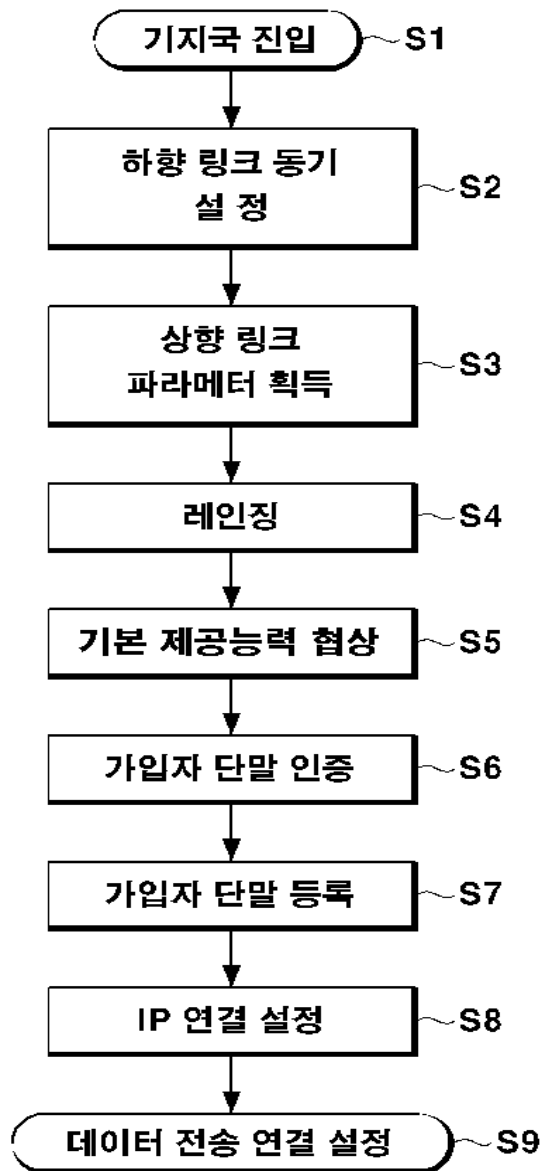 기지국 진입
S1
하향 링크 동기
설 정
S2
상향 링크
파라메터 획득
S3
레인징
S4
기본 제공능력 협상
S5
가입자 단말 인증
S6
가입자 단말 등록
S7
IP 연결 설정
S8
데이터 전송 연결 설정
S9